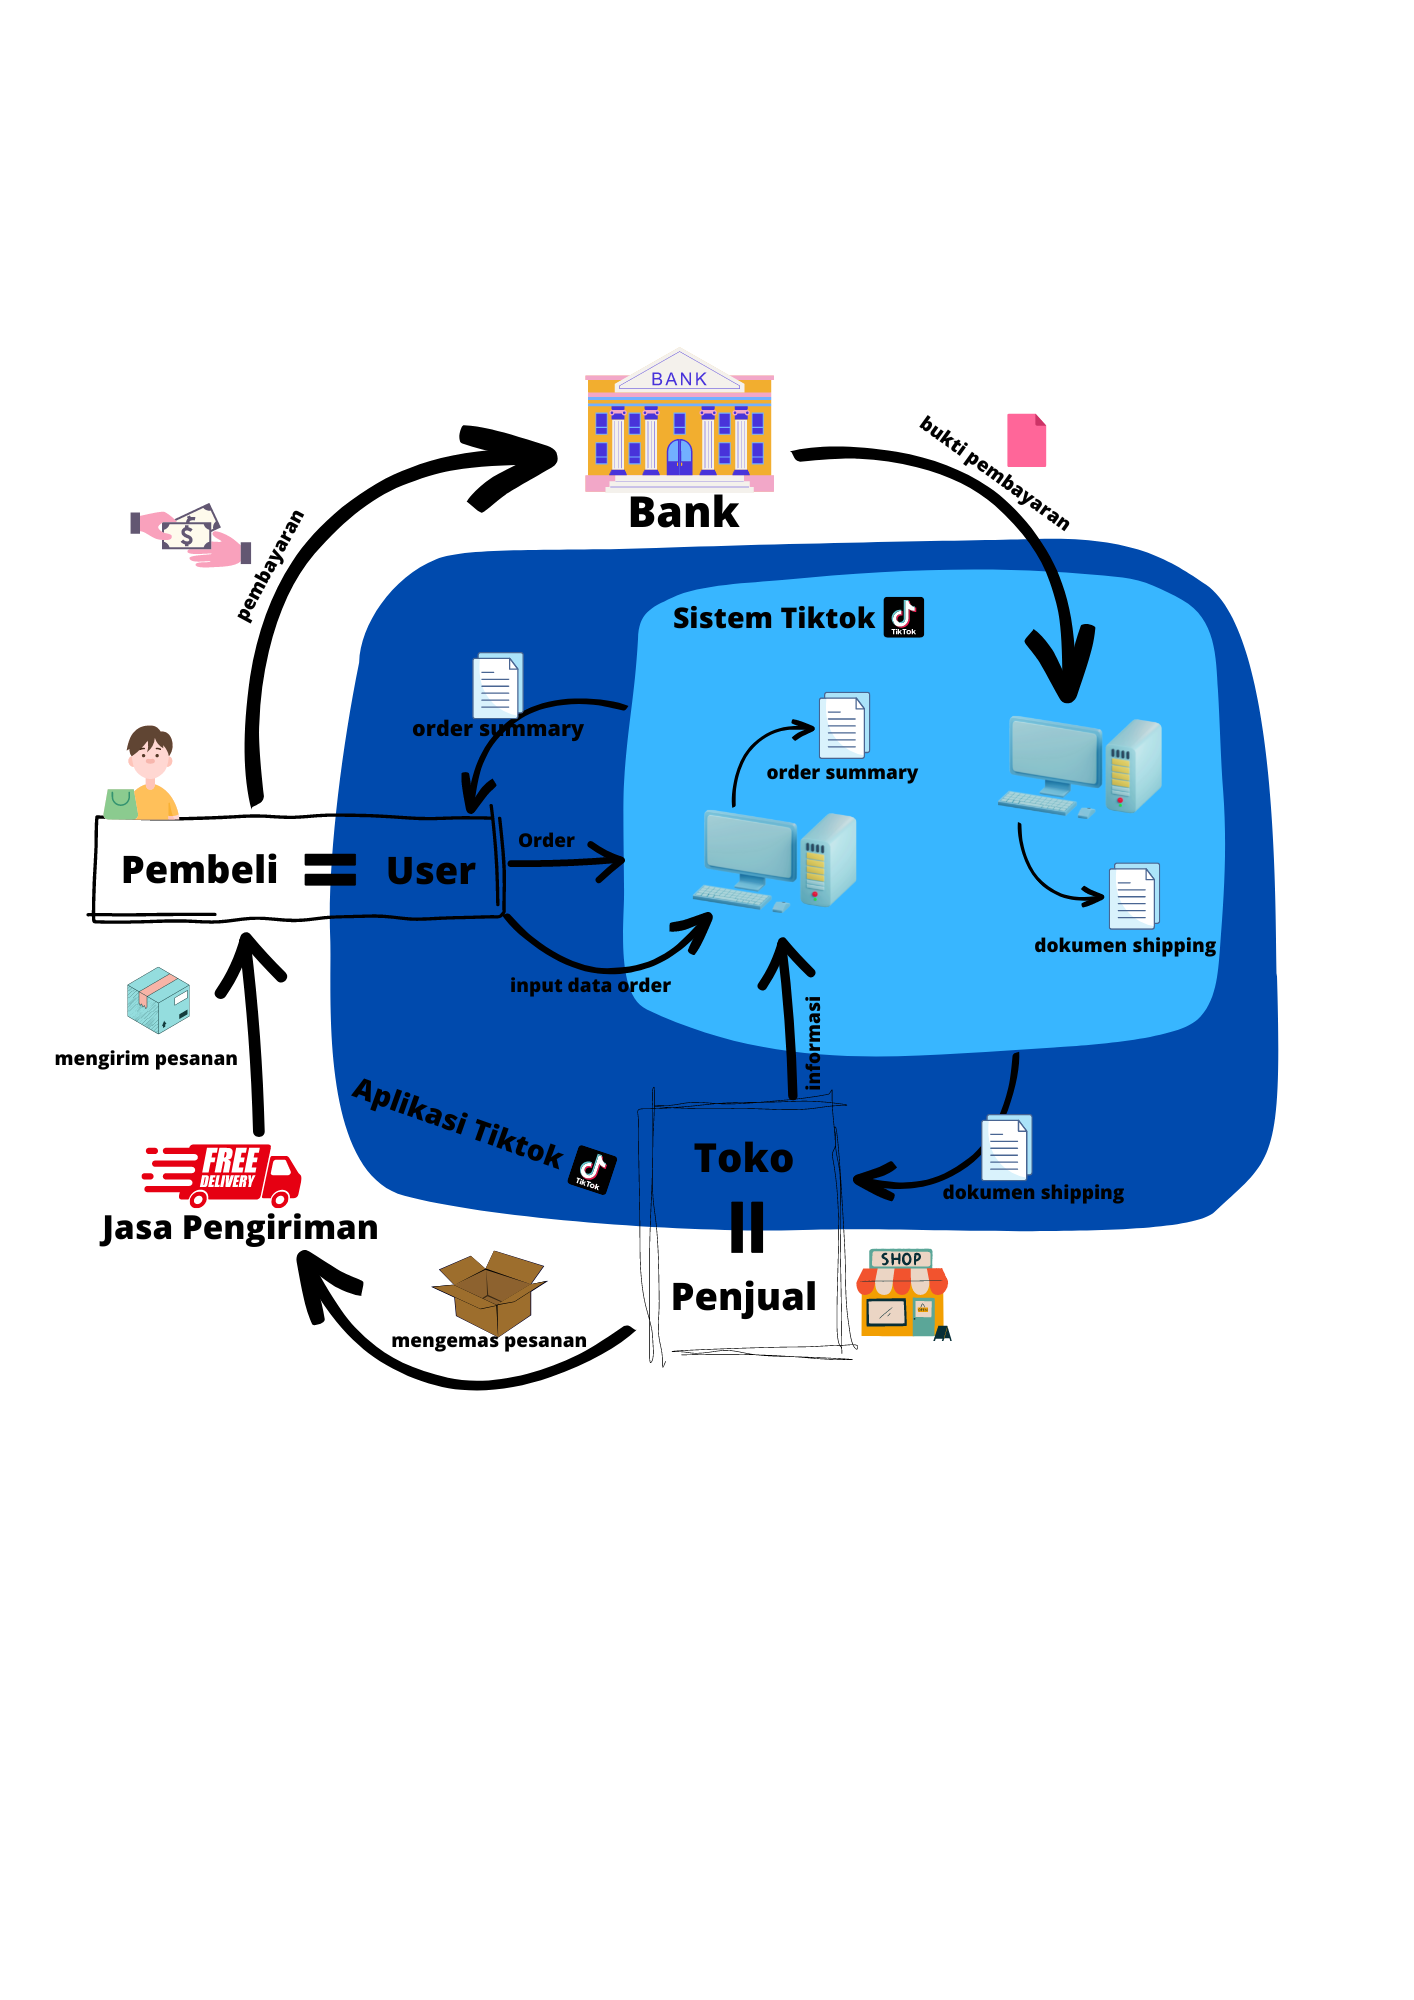 BANK
Bank
bukti pembayaran
pembayaran
Sistem Tiktok
TikTok
order summary
order summary
Order
Pembeli = User
dokumen shipping
input data order
informasi
mengirim pesanan
Aplikasi Tiktok
TikTok
FREE
DELIVERY
Jasa Pengiriman
Toko
=
Penjual
dokumen shipping
SHOP
mengemas pesanan